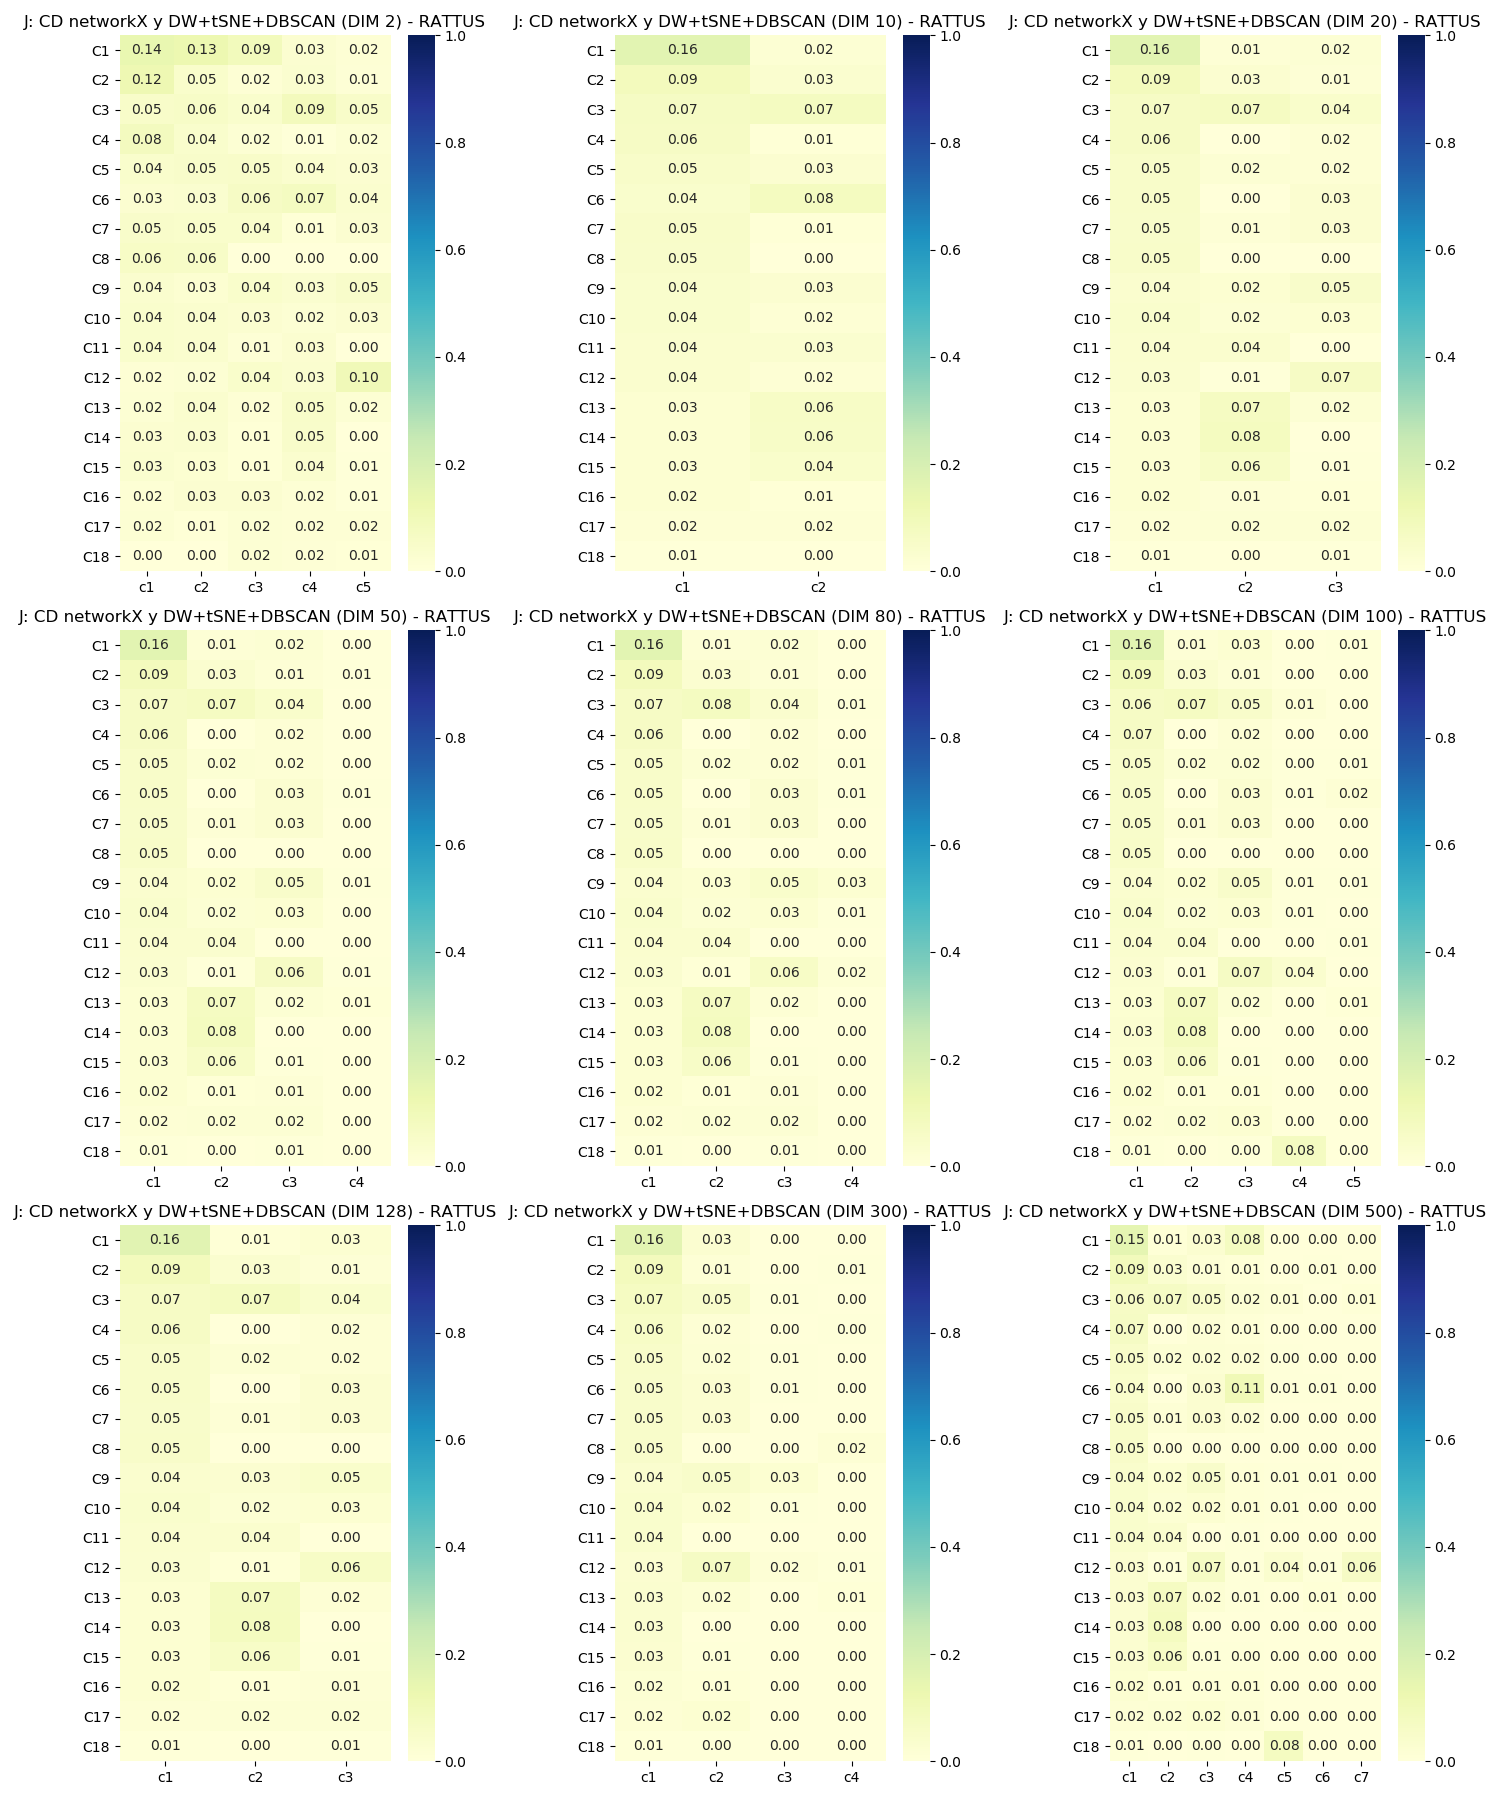 J: CD networkX y DW+tSNE+DBSCAN (DIM 2) - RATTUS
C1 0.14 0.13 0.09 0.03 0.02
C2 0.12 0.05 0.02 0.03 0.01
C3 0.05 0.06 0.04 0.09 0.05
C4 0.08 0.04 0.02 0.01 0.02
C5 0.04 0.05 0.05 0.04 0.03
C6 0.03 0.03 0.06 0.07 0.04
C7 0.05 0.05 0.04 0.01 0.03
C8 0.06 0.06 0.00 0.00 0.00
C9 0.04 0.03 0.04 0.03 0.05
C10 0.04 0.04 0.03 0.02 0.03
C11 0.04 0.04 0.01 0.03 0.00
C12 0.02 0.02 0.04 0.03 0.10
C13 0.02 0.04 0.02 0.05 0.02
C14 0.03 0.03 0.01 0.05 0.00
C15 0.03 0.03 0.01 0.04 0.01
C16 0.02 0.03 0.03 0.02 0.01
C17 0.02 0.01 0.02 0.02 0.02
C18 0.00 0.00 0.02 0.02 0.01
c1 c2 c3 c4 c5
1.0
0.8
0.6
0.4
0.2
0.0
J: CD networkX y DW+tSNE+DBSCAN (DIM 10) - RATTUS
C1 0.16 0.02
C2 0.09 0.03
C3 0.07 0.07
C4 0.06 0.01
C5 0.05 0.03
C6 0.04 0.08
C7 0.05 0.01
C8 0.05 0.00
C9 0.04 0.03
C10 0.04 0.02
C11 0.04 0.03
C12 0.04 0.02
C13 0.03 0.06
C14 0.03 0.06
C15 0.03 0.04
C16 0.02 0.01
C17 0.02 0.02
C18 0.01 0.00
c1 c2
1.0
0.8
0.6
0.4
0.2
0.0
J: CD networkX y DW+tSNE+DBSCAN (DIM 20) - RATTUS
C1 0.16 0.01 0.02
C2 0.09 0.03 0.01
C3 0.07 0.07 0.04
C4 0.06 0.00 0.02
C5 0.05 0.02 0.02
C6 0.05 0.00 0.03
C7 0.05 0.01 0.03
C8 0.05 0.00 0.00
C9 0.04 0.02 0.05
C10 0.04 0.02 0.03
C11 0.04 0.04 0.00
C12 0.03 0.01 0.07
C13 0.03 0.07 0.02
C14 0.03 0.08 0.00
C15 0.03 0.06 0.01
C16 0.02 0.01 0.01
C17 0.02 0.02 0.02
C18 0.01 0.00 0.01
c1 c2 c3
1.0
0.8
0.6
0.4
0.2
0.0
J: CD networkX y DW+tSNE+DBSCAN (DIM 50) - RATTUS
C1 0.16 0.01 0.02 0.00
C2 0.09 0.03 0.01 0.01
C3 0.07 0.07 0.04 0.00
C4 0.06 0.00 0.02 0.00
C5 0.05 0.02 0.02 0.00
C6 0.05 0.00 0.03 0.01
C7 0.05 0.01 0.03 0.00
C8 0.05 0.00 0.00 0.00
C9 0.04 0.02 0.05 0.01
C10 0.04 0.02 0.03 0.00
C11 0.04 0.04 0.00 0.00
C12 0.03 0.01 0.06 0.01
C13 0.03 0.07 0.02 0.01
C14 0.03 0.08 0.00 0.00
C15 0.03 0.06 0.01 0.00
C16 0.02 0.01 0.01 0.00
C17 0.02 0.02 0.02 0.00
C18 0.01 0.00 0.01 0.00
c1 c2 c3 c4
1.0
0.8
0.6
0.4
0.2
0.0
J: CD networkX y DW+tSNE+DBSCAN (DIM 80) - RATTUS
C1 0.16 0.01 0.02 0.00
C2 0.09 0.03 0.01 0.00
C3 0.07 0.08 0.04 0.01
C4 0.06 0.00 0.02 0.00
C5 0.05 0.02 0.02 0.01
C6 0.05 0.00 0.03 0.01
C7 0.05 0.01 0.03 0.00
C8 0.05 0.00 0.00 0.00
C9 0.04 0.03 0.05 0.03
C10 0.04 0.02 0.03 0.01
C11 0.04 0.04 0.00 0.00
C12 0.03 0.01 0.06 0.02
C13 0.03 0.07 0.02 0.00
C14 0.03 0.08 0.00 0.00
C15 0.03 0.06 0.01 0.00
C16 0.02 0.01 0.01 0.00
C17 0.02 0.02 0.02 0.00
C18 0.01 0.00 0.01 0.00
c1 c2 c3 c4
1.0
0.8
0.6
0.4
0.2
0.0
J: CD networkX y DW+tSNE+DBSCAN (DIM 100) - RATTUS
C1 0.16 0.01 0.03 0.00 0.01
C2 0.09 0.03 0.01 0.00 0.00
C3 0.06 0.07 0.05 0.01 0.00
C4 0.07 0.00 0.02 0.00 0.00
C5 0.05 0.02 0.02 0.00 0.01
C6 0.05 0.00 0.03 0.01 0.02
C7 0.05 0.01 0.03 0.00 0.00
C8 0.05 0.00 0.00 0.00 0.00
C9 0.04 0.02 0.05 0.01 0.01
C10 0.04 0.02 0.03 0.01 0.00
C11 0.04 0.04 0.00 0.00 0.01
C12 0.03 0.01 0.07 0.04 0.00
C13 0.03 0.07 0.02 0.00 0.01
C14 0.03 0.08 0.00 0.00 0.00
C15 0.03 0.06 0.01 0.00 0.00
C16 0.02 0.01 0.01 0.00 0.00
C17 0.02 0.02 0.03 0.00 0.00
C18 0.01 0.00 0.00 0.08 0.00
c1 c2 c3 c4 c5
1.0
0.8
0.6
0.4
0.2
0.0
J: CD networkX y DW+tSNE+DBSCAN (DIM 128) - RATTUS
C1 0.16 0.01 0.03
C2 0.09 0.03 0.01
C3 0.07 0.07 0.04
C4 0.06 0.00 0.02
C5 0.05 0.02 0.02
C6 0.05 0.00 0.03
C7 0.05 0.01 0.03
C8 0.05 0.00 0.00
C9 0.04 0.03 0.05
C10 0.04 0.02 0.03
C11 0.04 0.04 0.00
C12 0.03 0.01 0.06
C13 0.03 0.07 0.02
C14 0.03 0.08 0.00
C15 0.03 0.06 0.01
C16 0.02 0.01 0.01
C17 0.02 0.02 0.02
C18 0.01 0.00 0.01
c1 c2 c3
1.0
0.8
0.6
0.4
0.2
0.0
J: CD networkX y DW+tSNE+DBSCAN (DIM 300) - RATTUS
C1 0.16 0.03 0.00 0.00
C2 0.09 0.01 0.00 0.01
C3 0.07 0.05 0.01 0.00
C4 0.06 0.02 0.00 0.00
C5 0.05 0.02 0.01 0.00
C6 0.05 0.03 0.01 0.00
C7 0.05 0.03 0.00 0.00
C8 0.05 0.00 0.00 0.02
C9 0.04 0.05 0.03 0.00
C10 0.04 0.02 0.01 0.00
C11 0.04 0.00 0.00 0.00
C12 0.03 0.07 0.02 0.01
C13 0.03 0.02 0.00 0.01
C14 0.03 0.00 0.00 0.00
C15 0.03 0.01 0.00 0.00
C16 0.02 0.01 0.00 0.00
C17 0.02 0.02 0.00 0.00
C18 0.01 0.00 0.00 0.00
c1 c2 c3 c4
1.0
0.8
0.6
0.4
0.2
0.0
J: CD networkX y DW+tSNE+DBSCAN (DIM 500) - RATTUS
C1 0.15 0.01 0.03 0.08 0.00 0.00 0.00
C2 0.09 0.03 0.01 0.01 0.00 0.01 0.00
C3 0.06 0.07 0.05 0.02 0.01 0.00 0.01
C4 0.07 0.00 0.02 0.01 0.00 0.00 0.00
C5 0.05 0.02 0.02 0.02 0.00 0.00 0.00
C6 0.04 0.00 0.03 0.11 0.01 0.01 0.00
C7 0.05 0.01 0.03 0.02 0.00 0.00 0.00
C8 0.05 0.00 0.00 0.00 0.00 0.00 0.00
C9 0.04 0.02 0.05 0.01 0.01 0.01 0.00
C10 0.04 0.02 0.02 0.01 0.01 0.00 0.00
C11 0.04 0.04 0.00 0.01 0.00 0.00 0.00
C12 0.03 0.01 0.07 0.01 0.04 0.01 0.06
C13 0.03 0.07 0.02 0.01 0.00 0.01 0.00
C14 0.03 0.08 0.00 0.00 0.00 0.00 0.00
C15 0.03 0.06 0.01 0.00 0.00 0.00 0.00
C16 0.02 0.01 0.01 0.01 0.00 0.00 0.00
C17 0.02 0.02 0.02 0.01 0.00 0.00 0.00
C18 0.01 0.00 0.00 0.00 0.08 0.00 0.00
c1 c2 c3 c4 c5 c6 c7
1.0
0.8
0.6
0.4
0.2
0.0